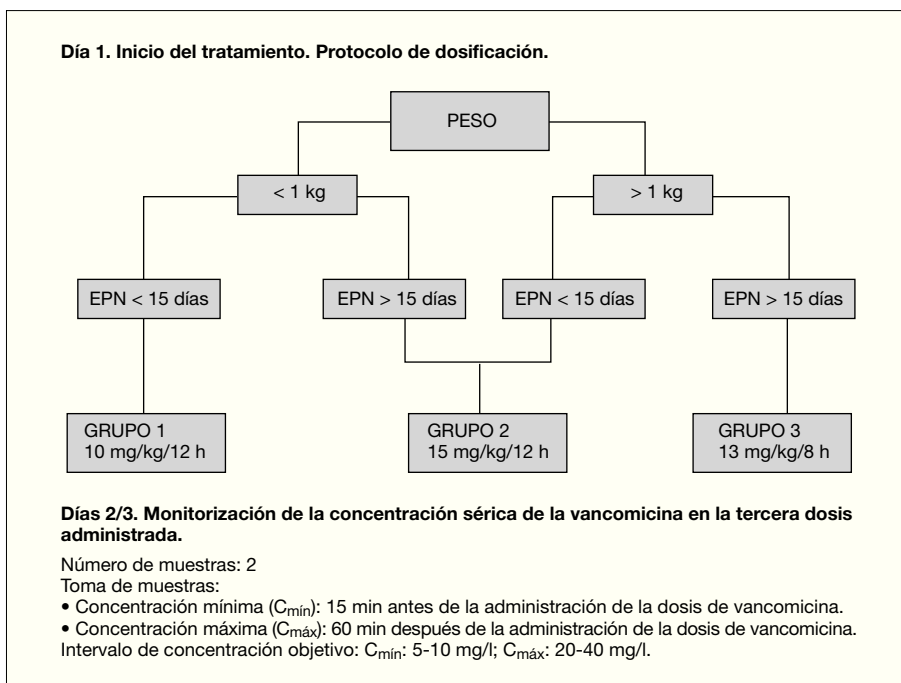 Día 1. Inicio del tratamiento. Protocolo de dosificación.
PESO
< 1 kg
> 1 kg
EPN < 15 días
EPN > 15 días
EPN < 15 días
EPN > 15 días
GRUPO 1
10 mg/kg/12 h
GRUPO 2
15 mg/kg/12 h
GRUPO 3
13 mg/kg/8 h
Días 2/3. Monitorización de la concentración sérica de la vancomicina en la tercera dosis
administrada.
Número de muestras: 2
Toma de muestras:
• Concentración mínima (Cmín): 15 min antes de la administración de la dosis de vancomicina.
• Concentración máxima (Cmáx): 60 min después de la administración de la dosis de vancomicina.
Intervalo de concentración objetivo: Cmín: 5-10 mg/l; Cmáx: 20-40 mg/l.